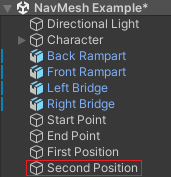 NavMesh Example*
Directional Light
Character
Back Rampart
Front Rampart
Left Bridge
Right Bridge
Start Point
End Point
First Position
Second Position